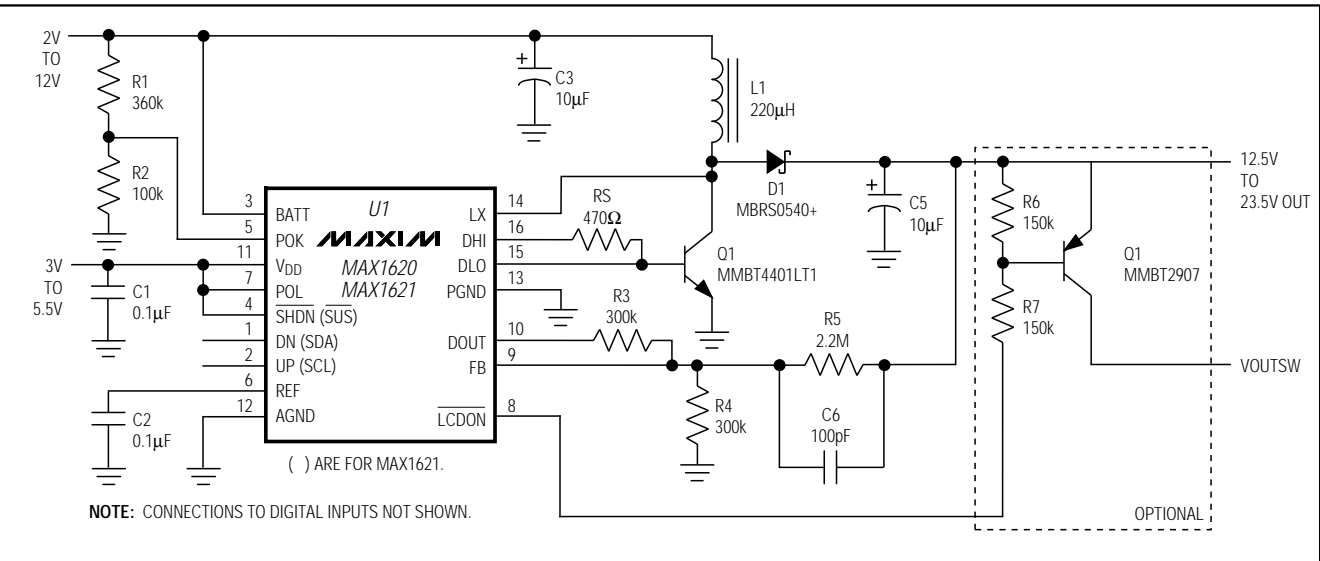 2V
TO
12V
R1
360k
R2
100k
3V
TO
5.5V
C1
0.1µF
C2
0.1µF
C3
10µF
+
L1
220µH
3
BATT
5
POK
11
VDD
7
POL
4
SHDN (SUS)
1
DN (SDA)
2
UP (SCL)
6
REF
12
AGND
U1
MAXIM
MAX1620
MAX1621
LX
14
DHI
16
DLO
15
PGND
13
DOUT
10
FB
9
LCDON
8
( ) ARE FOR MAX1621.
RS
470Ω
R3
300k
R4
300k
Q1
MMBT4401LT1
D1
MBRS0540+
+
C5
10µF
R5
2.2M
C6
100pF
R6
150k
R7
150k
Q1
MMBT2907
12.5V
TO
23.5V OUT
VOUTSW
OPTIONAL
NOTE: CONNECTIONS TO DIGITAL INPUTS NOT SHOWN.